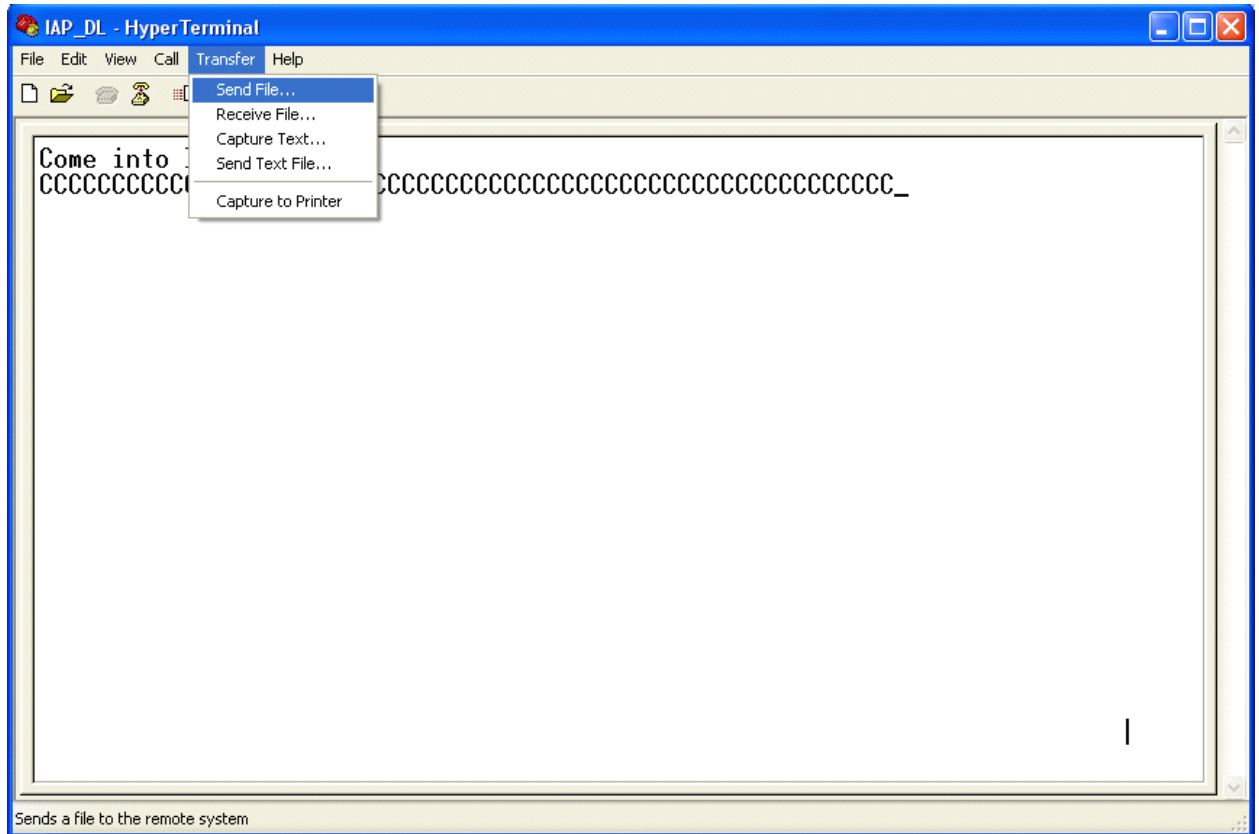 IAP_DL - HyperTerminal
File Edit View Call Transfer Help
Send File...
Receive File...
Capture Text...
Send Text File...
Capture to Printer
Come into
CCCCCCCCCC CCCCCCCCCCCCCCCCCCCCCCCCCCCCCCCCCCC_
Sends a file to the remote system